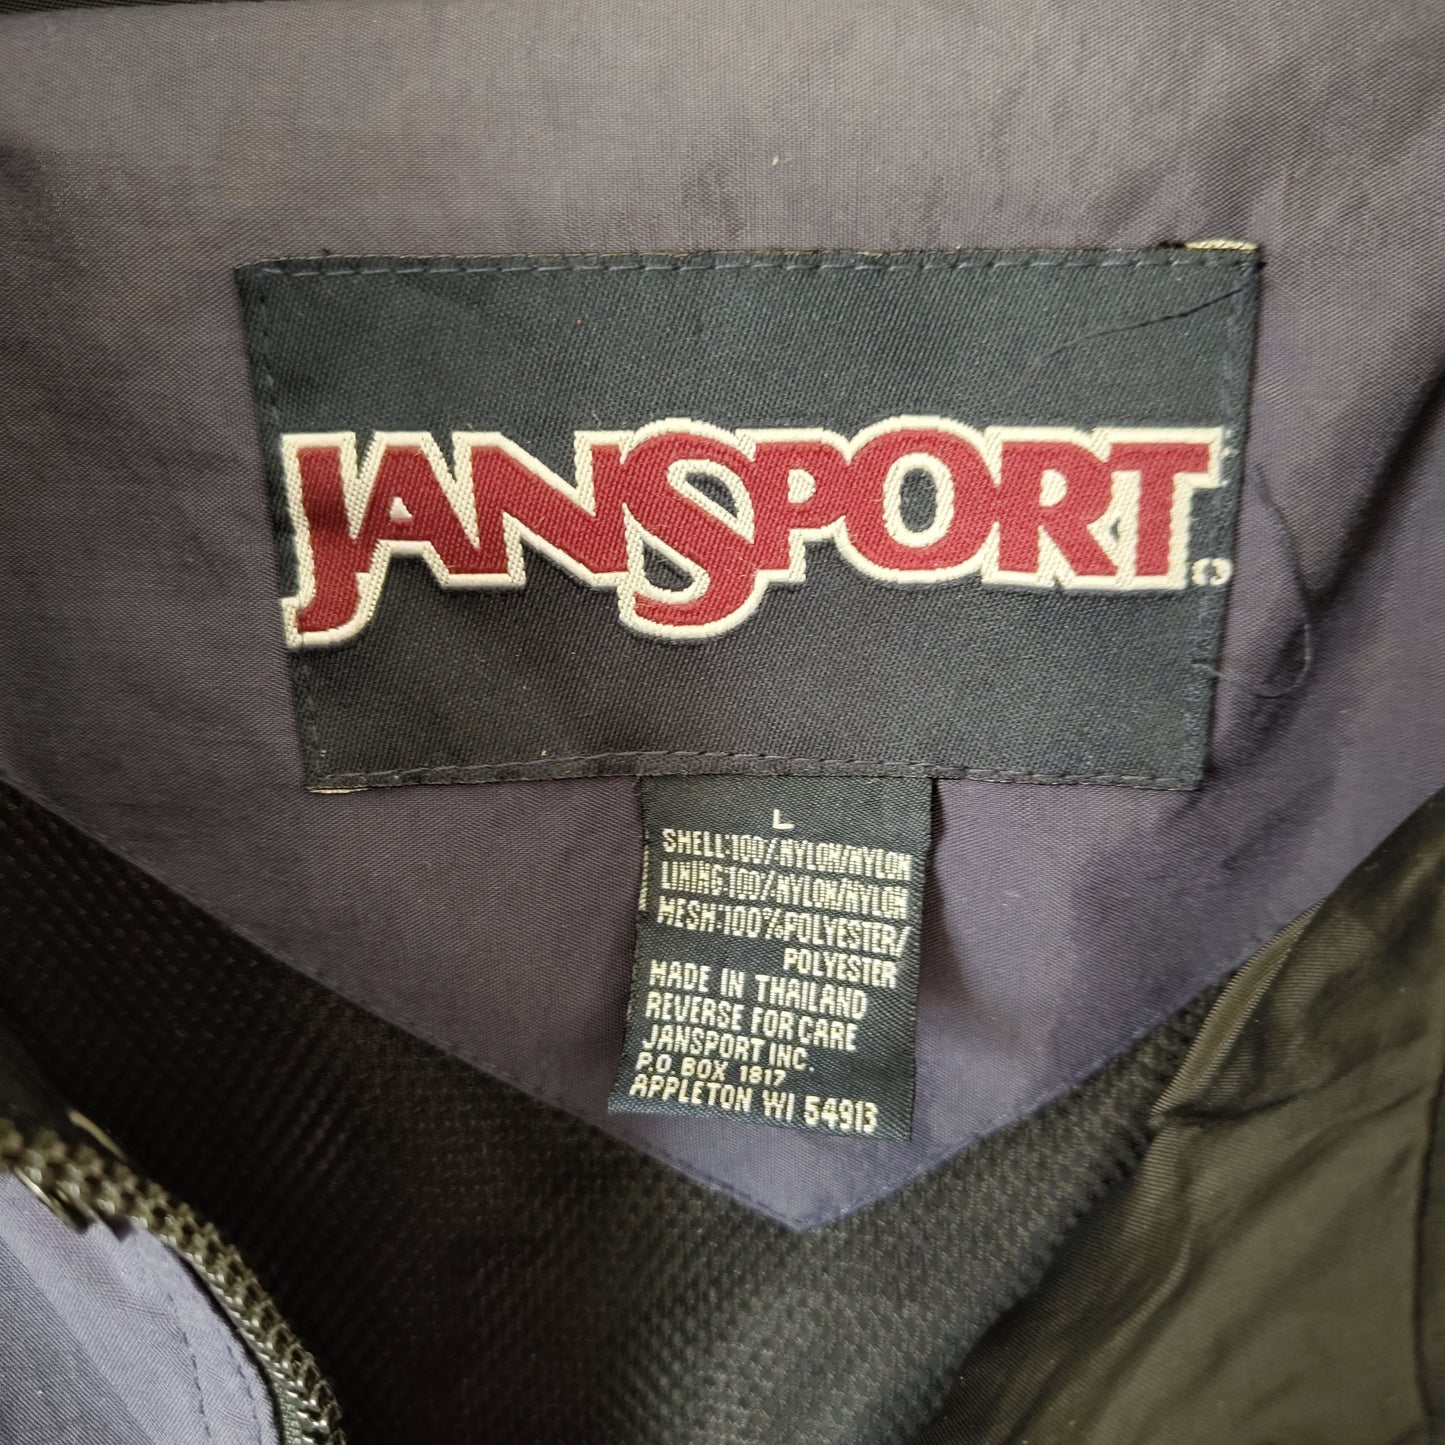 JANSPORT
L
SHELL:100%NYLON/NYLON
LINING:100%NYLON/NYLON
MESH:100%POLYESTER/
POLYESTER
MADE IN THAILAND
REVERSE FOR CARE
JANSPORT INC.
P.O. BOX 1817
APPLETON WI 54913